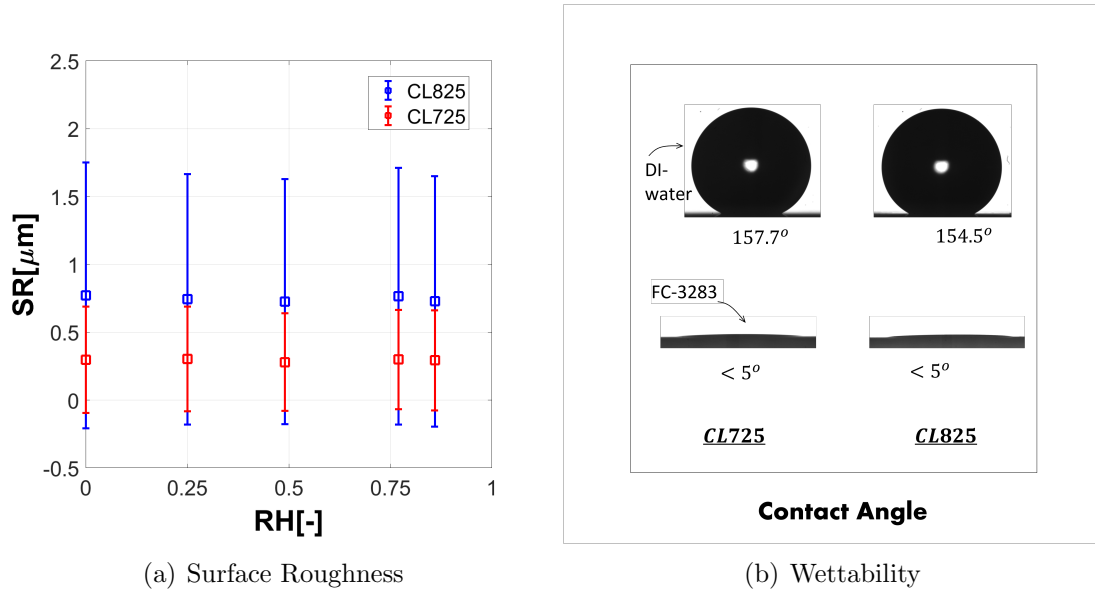 2.5
2
1.5
1
0.5
0
-0.5
SR[μm]
0
0.25
0.5
0.75
1
RH[-]
CL825
CL725
(a) Surface Roughness
DI-
water
157.7°
154.5°
FC-3283
< 5°
< 5°
CL725
CL825
Contact Angle
(b) Wettability